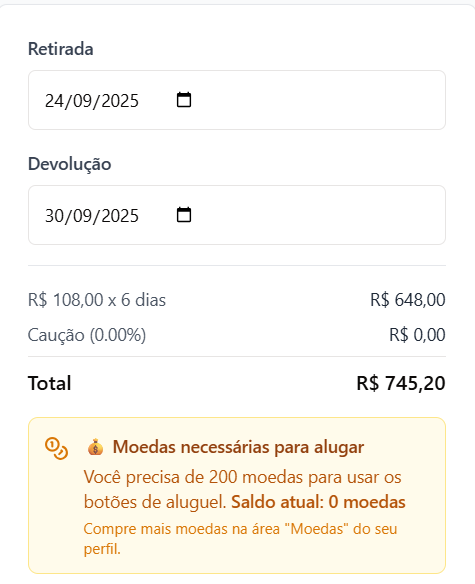 Retirada
24/09/2025
Devolução
30/09/2025
R$ 108,00 x 6 dias R$ 648,00
Caução (0.00%) R$ 0,00
Total R$ 745,20
Moedas necessárias para alugar
Você precisa de 200 moedas para usar os
botões de aluguel. Saldo atual: 0 moedas
Compre mais moedas na área "Moedas" do seu
perfil.